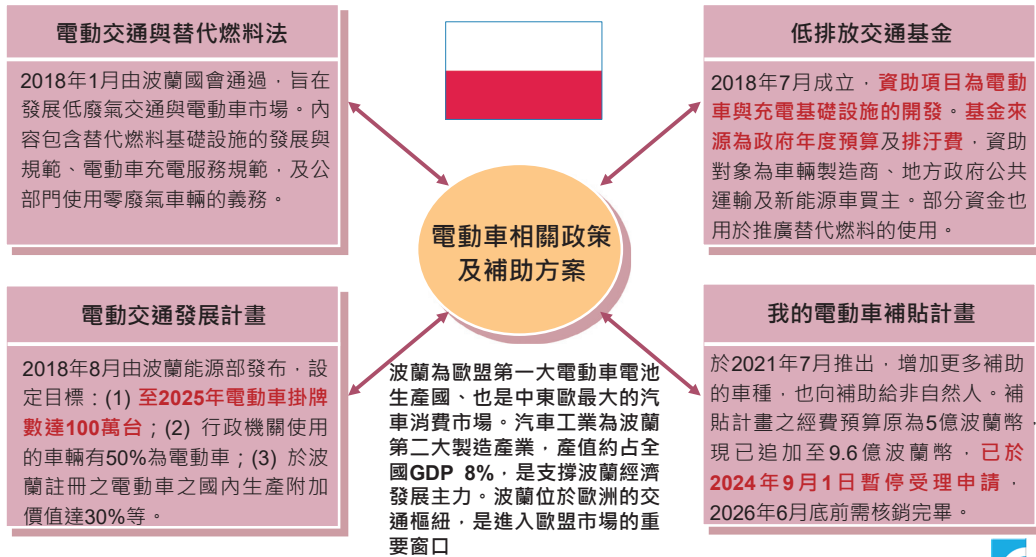 電動交通與替代燃料法
2018年1月由波蘭國會通過，旨在
發展低廢氣交通與電動車市場。內
容包含替代燃料基礎設施的發展與
規範、電動車充電服務規範，及公
部門使用零廢氣車輛的義務。
低排放交通基金
2018年7月成立，資助項目為電動
車與充電基礎設施的開發。基金來
源為政府年度預算及排汙費，資助
對象為車輛製造商、地方政府公共
運輸及新能源車買主。部分資金也
用於推廣替代燃料的使用。
電動車相關政策
及補助方案
電動交通發展計畫
2018年8月由波蘭能源部發布，設
定目標：(1) 至2025年電動車掛牌
數達100萬台；(2) 行政機關使用
的車輛有50%為電動車；(3) 於波
蘭註冊之電動車之國內生產附加
價值達30%等。
波蘭為歐盟第一大電動車電池
生產國、也是中東歐最大的汽
車消費市場。汽車工業為波蘭
第二大製造產業，產值約占全
國GDP 8%，是支撐波蘭經濟
發展主力。波蘭位於歐洲的交
通樞紐，是進入歐盟市場的重
要窗口
我的電動車補貼計畫
於2021年7月推出，增加更多補助
的車種，也向補助給非自然人。補
貼計畫之經費預算原為5億波蘭幣，
現已追加至9.6億波蘭幣，已於
2024年9月1日暫停受理申請，
2026年6月底前需核銷完畢。